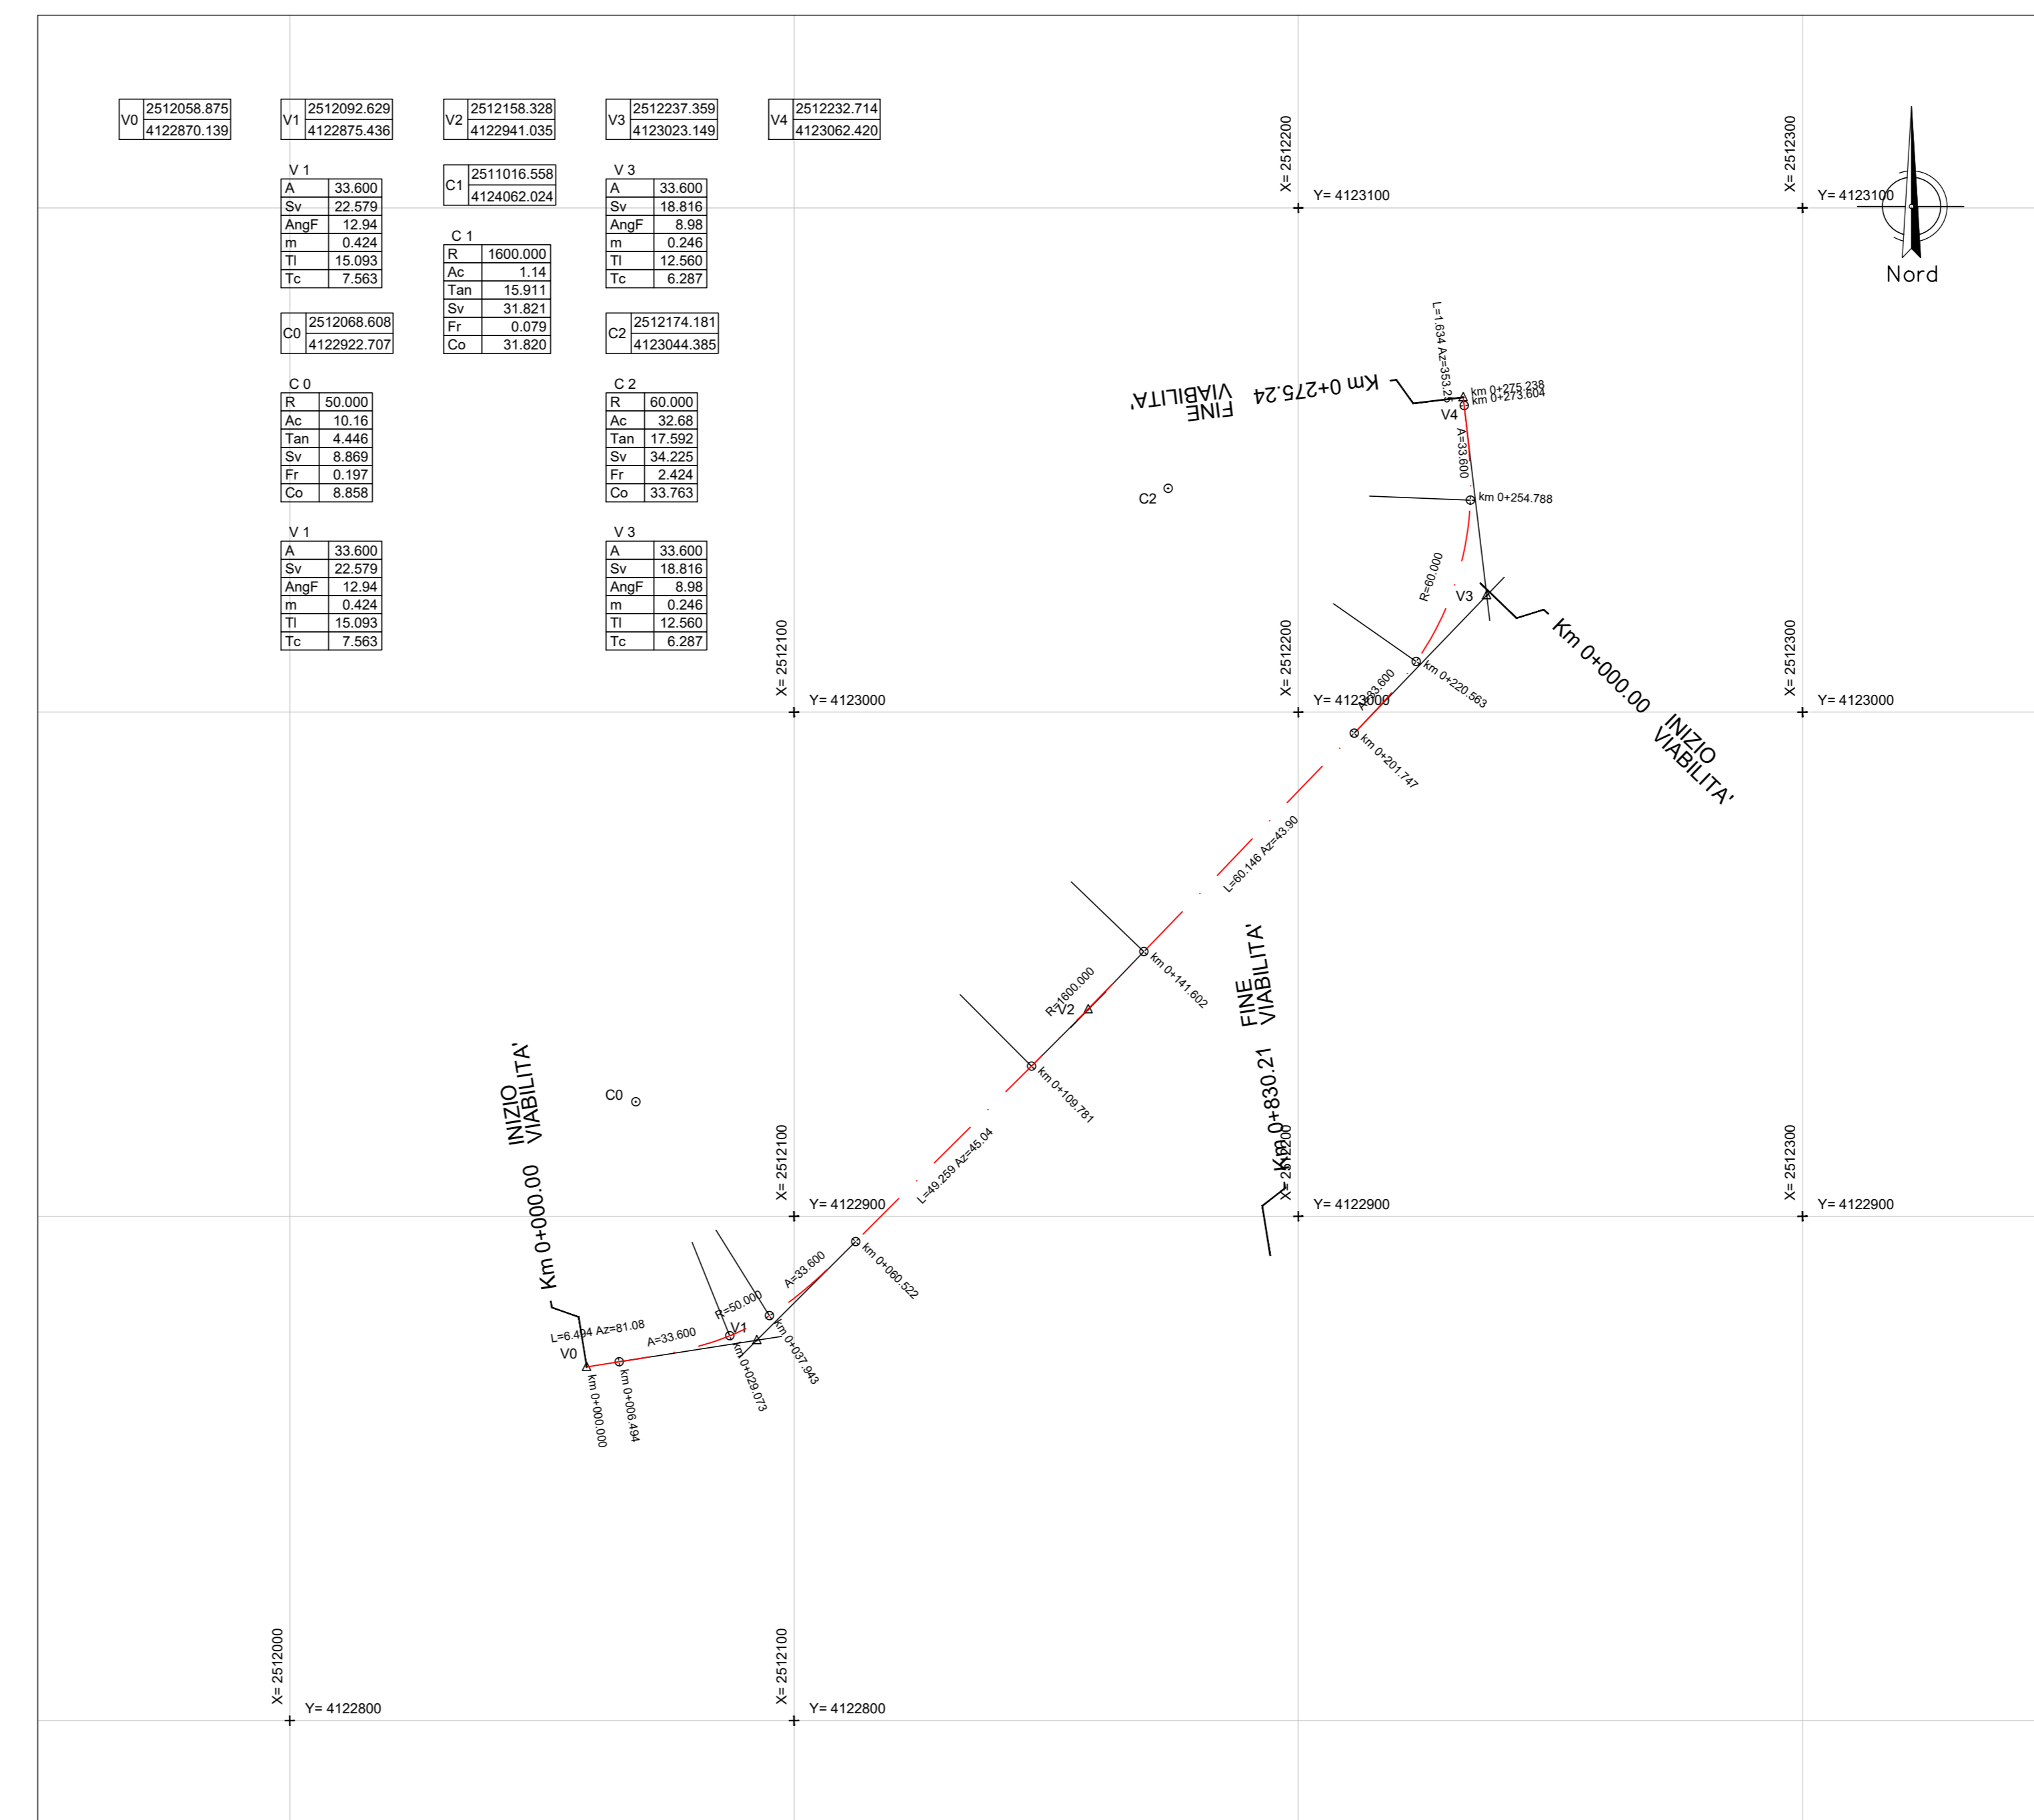 V0 2512058.875
4122870.139
V1 2512092.629
4122875.436
V2 2512158.328
4122941.035
V3 2512237.359
4123023.149
V4 2512232.714
4123062.420
V 1
A 33.600
Sv 22.579
AngF 12.94
m 0.424
Tl 15.093
Tc 7.563
C0 2512068.608
4122922.707
C 0
R 50.000
Ac 10.16
Tan 4.446
Sv 8.869
Fr 0.197
Co 8.858
V 1
A 33.600
Sv 22.579
AngF 12.94
m 0.424
Tl 15.093
Tc 7.563
C1 2511016.558
4124062.024
C 1
R 1600.000
Ac 1.14
Tan 15.911
Sv 31.821
Fr 0.079
Co 31.820
V 3
A 33.600
Sv 18.816
AngF 8.98
m 0.246
Tl 12.560
Tc 6.287
C2 2512174.181
4123044.385
C 2
R 60.000
Ac 32.68
Tan 17.592
Sv 34.225
Fr 2.424
Co 33.763
V 3
A 33.600
Sv 18.816
AngF 8.98
m 0.246
Tl 12.560
Tc 6.287
X= 2512200
Y= 4123100
X= 2512300
Y= 4123100
Nord
L=1.634 Az=353.25
km 0+275.238
km 0+273.604
V4
Km 0+275.24
FINE
VIABILITA'
A=33.600
C2
km 0+254.788
R=60.000
V3
Km 0+000.00
INIZIO
VIABILITA'
km 0+220.563
A=33.600
X= 2512100
Y= 4123000
X= 2512200
Y= 4123000
X= 2512300
Y= 4123000
km 0+201.747
L=60.146 Az=43.90
km 0+141.602
R=1600.000
V2
km 0+109.781
FINE
VIABILITA'
Km 0+830.21
L=49.259 Az=45.04
C0
INIZIO
VIABILITA'
Km 0+000.00
X= 2512100
Y= 4122900
X= 2512200
Y= 4122900
X= 2512300
Y= 4122900
km 0+060.522
A=33.600
R=50.000
V1
km 0+037.943
km 0+029.073
A=33.600
L=6.494 Az=81.08
V0
km 0+006.494
km 0+000.000
X= 2512000
Y= 4122800
X= 2512100
Y= 4122800